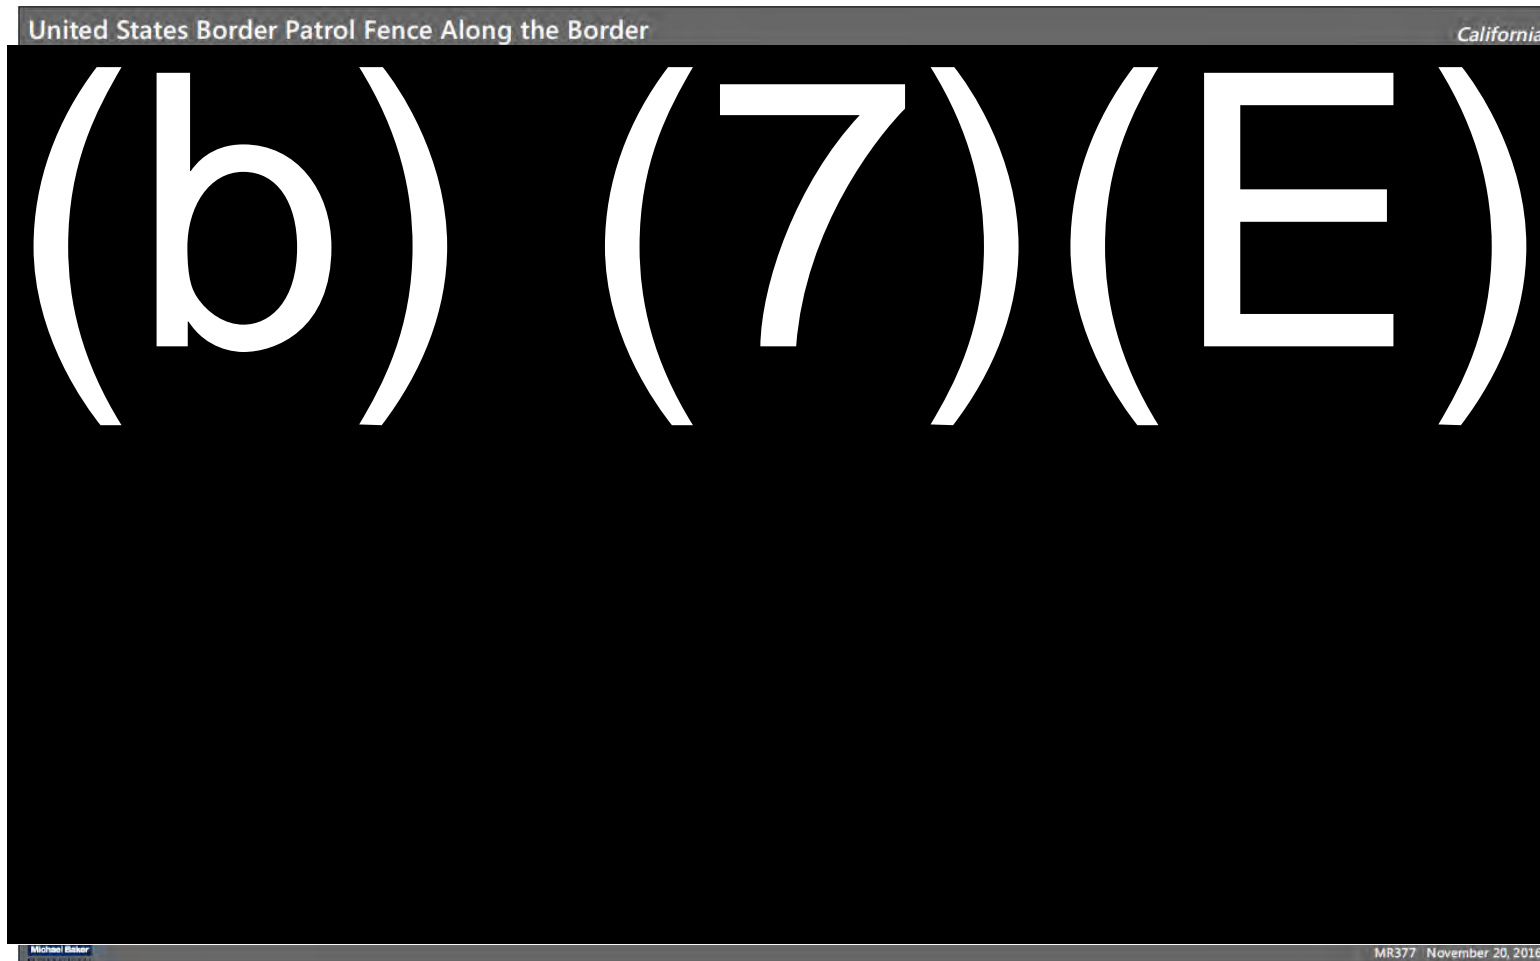 United States Border Patrol Fence Along the Border
California
(b) (7)(E)
Michael Baker
MR377 November 20, 2016